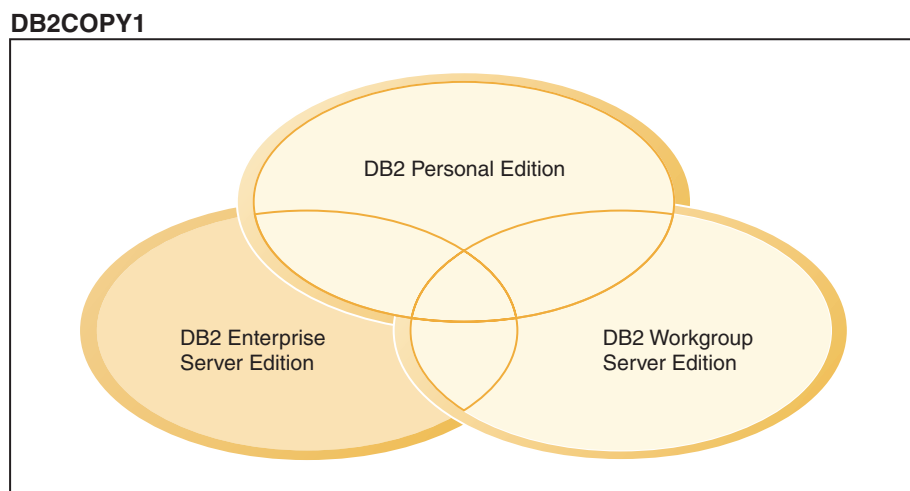 DB2COPY1
DB2 Personal Edition
DB2 Enterprise
Server Edition
DB2 Workgroup
Server Edition